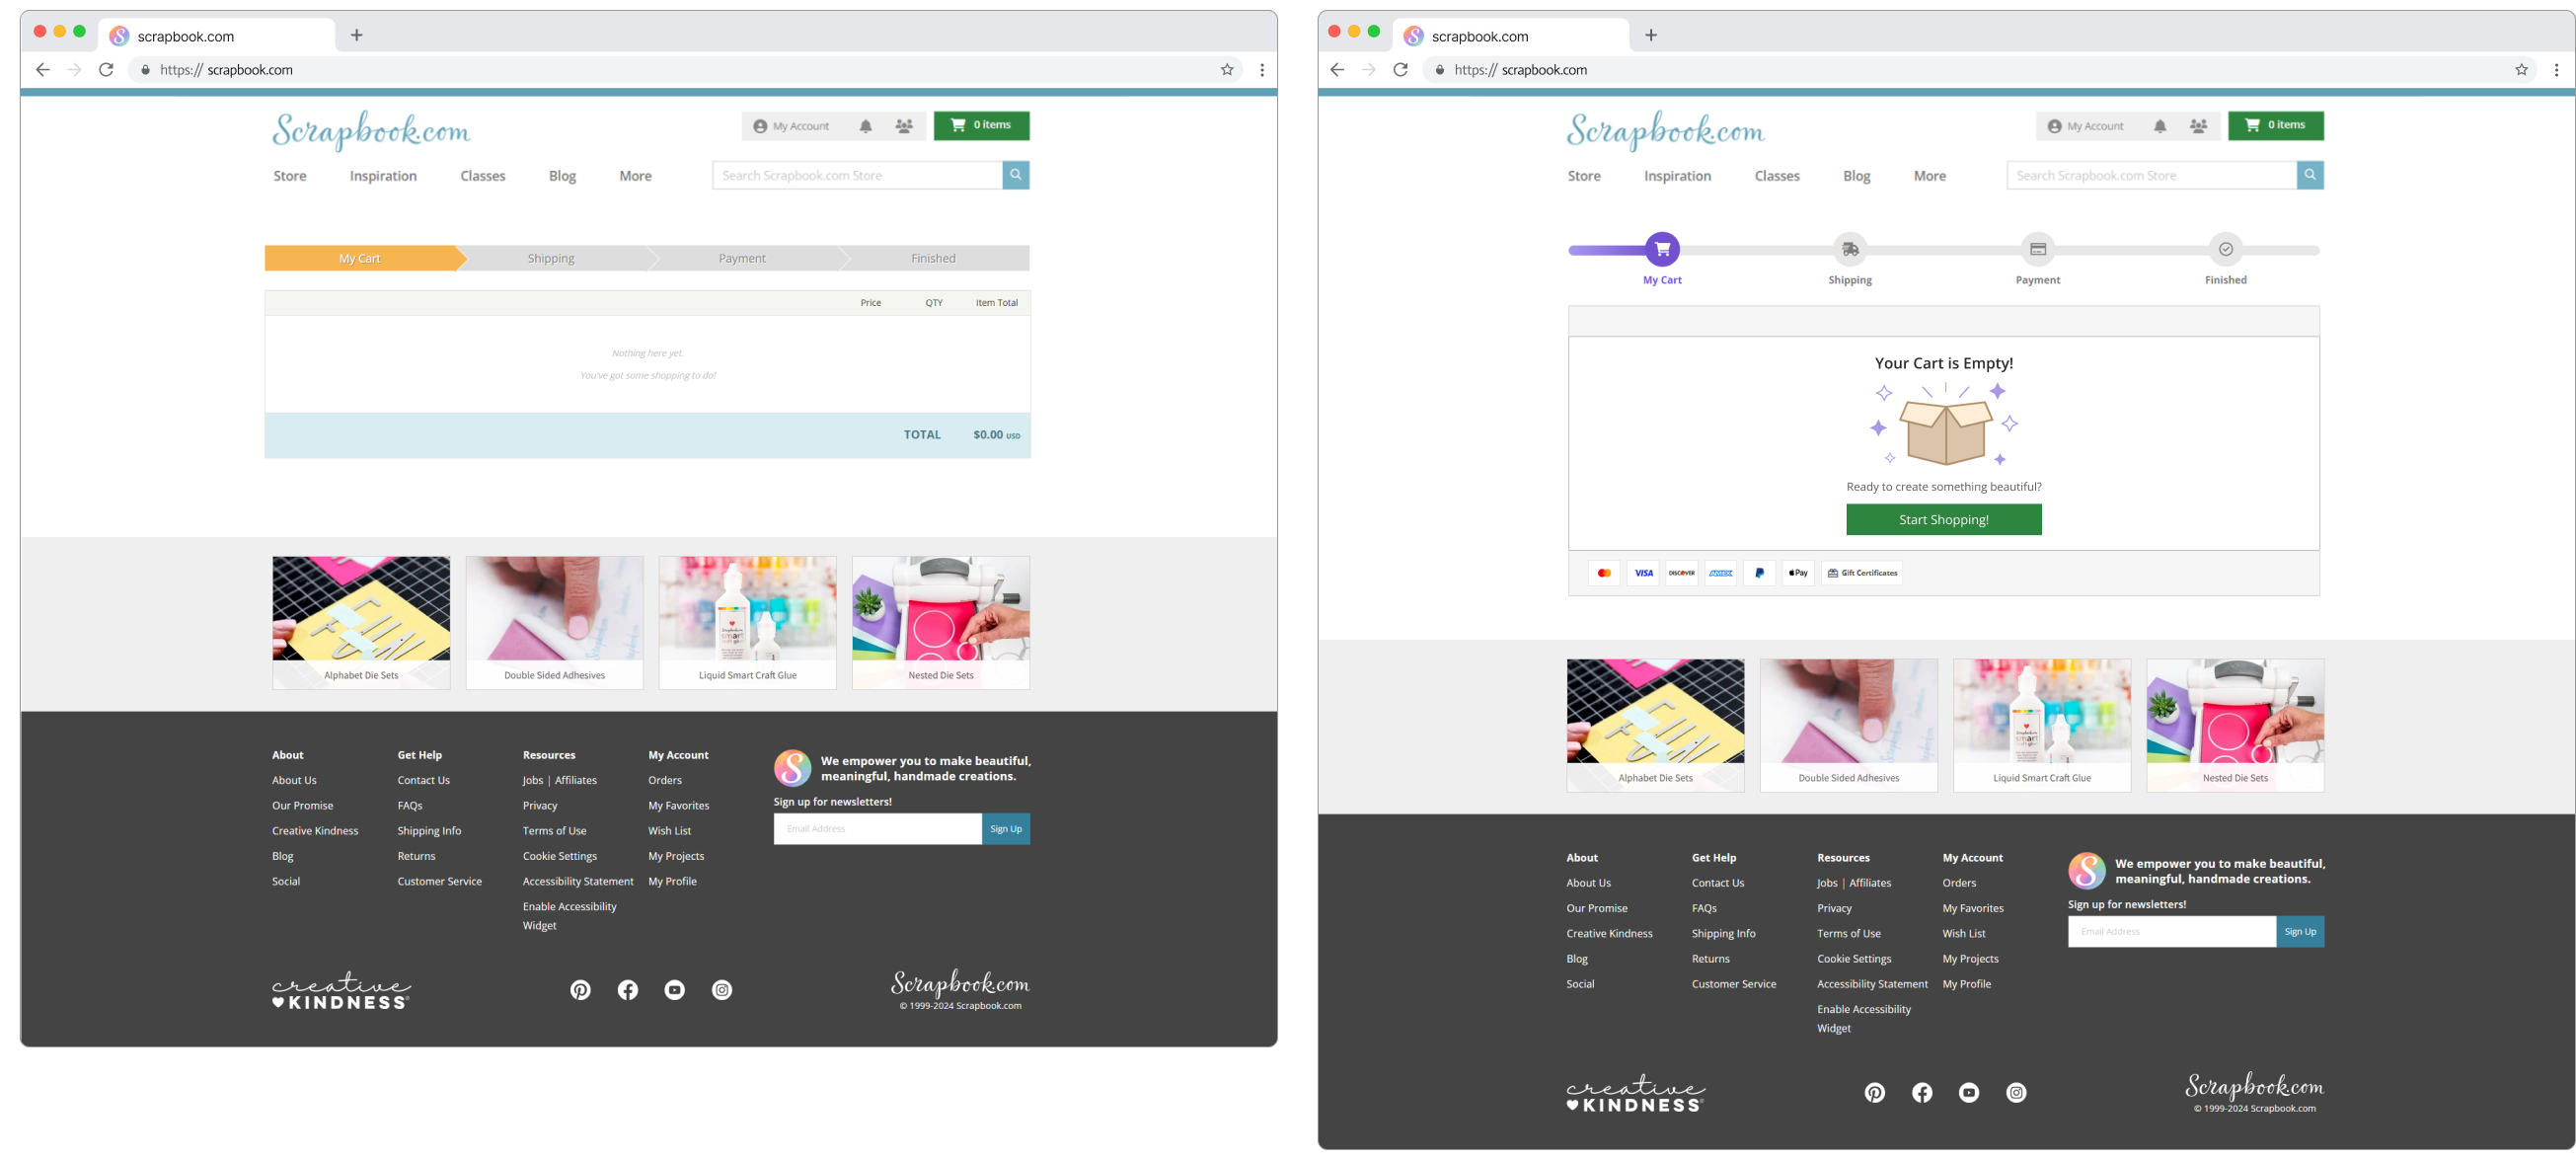 scrapbook.com
https:// scrapbook.com
Scrapbook.com
My Account
0 items
Store Inspiration Classes Blog More
Search Scrapbook.com Store
My Cart Shipping Payment Finished
Price QTY Item Total
Nothing here yet.
You've got some shopping to do!
TOTAL $0.00 USD
Alphabet Die Sets
Double Sided Adhesives
Liquid Smart Craft Glue
Nested Die Sets
About
About Us
Our Promise
Creative Kindness
Blog
Social
Get Help
Contact Us
FAQs
Shipping Info
Returns
Customer Service
Resources
Jobs | Affiliates
Privacy
Terms of Use
Cookie Settings
Accessibility Statement
Enable Accessibility
Widget
My Account
Orders
My Favorites
Wish List
My Projects
My Profile
We empower you to make beautiful,
meaningful, handmade creations.
Sign up for newsletters!
Email Address
Sign Up
creative
KINDNESS
Scrapbook.com
© 1999-2024 Scrapbook.com
scrapbook.com
https:// scrapbook.com
Scrapbook.com
My Account
0 items
Store Inspiration Classes Blog More
Search Scrapbook.com Store
My Cart Shipping Payment Finished
Your Cart is Empty!
Ready to create something beautiful?
Start Shopping!
VISA DISCOVER AMEX Pay Gift Certificates
Alphabet Die Sets
Double Sided Adhesives
Liquid Smart Craft Glue
Nested Die Sets
About
About Us
Our Promise
Creative Kindness
Blog
Social
Get Help
Contact Us
FAQs
Shipping Info
Returns
Customer Service
Resources
Jobs | Affiliates
Privacy
Terms of Use
Cookie Settings
Accessibility Statement
Enable Accessibility
Widget
My Account
Orders
My Favorites
Wish List
My Projects
My Profile
We empower you to make beautiful,
meaningful, handmade creations.
Sign up for newsletters!
Email Address
Sign Up
creative
KINDNESS
Scrapbook.com
© 1999-2024 Scrapbook.com